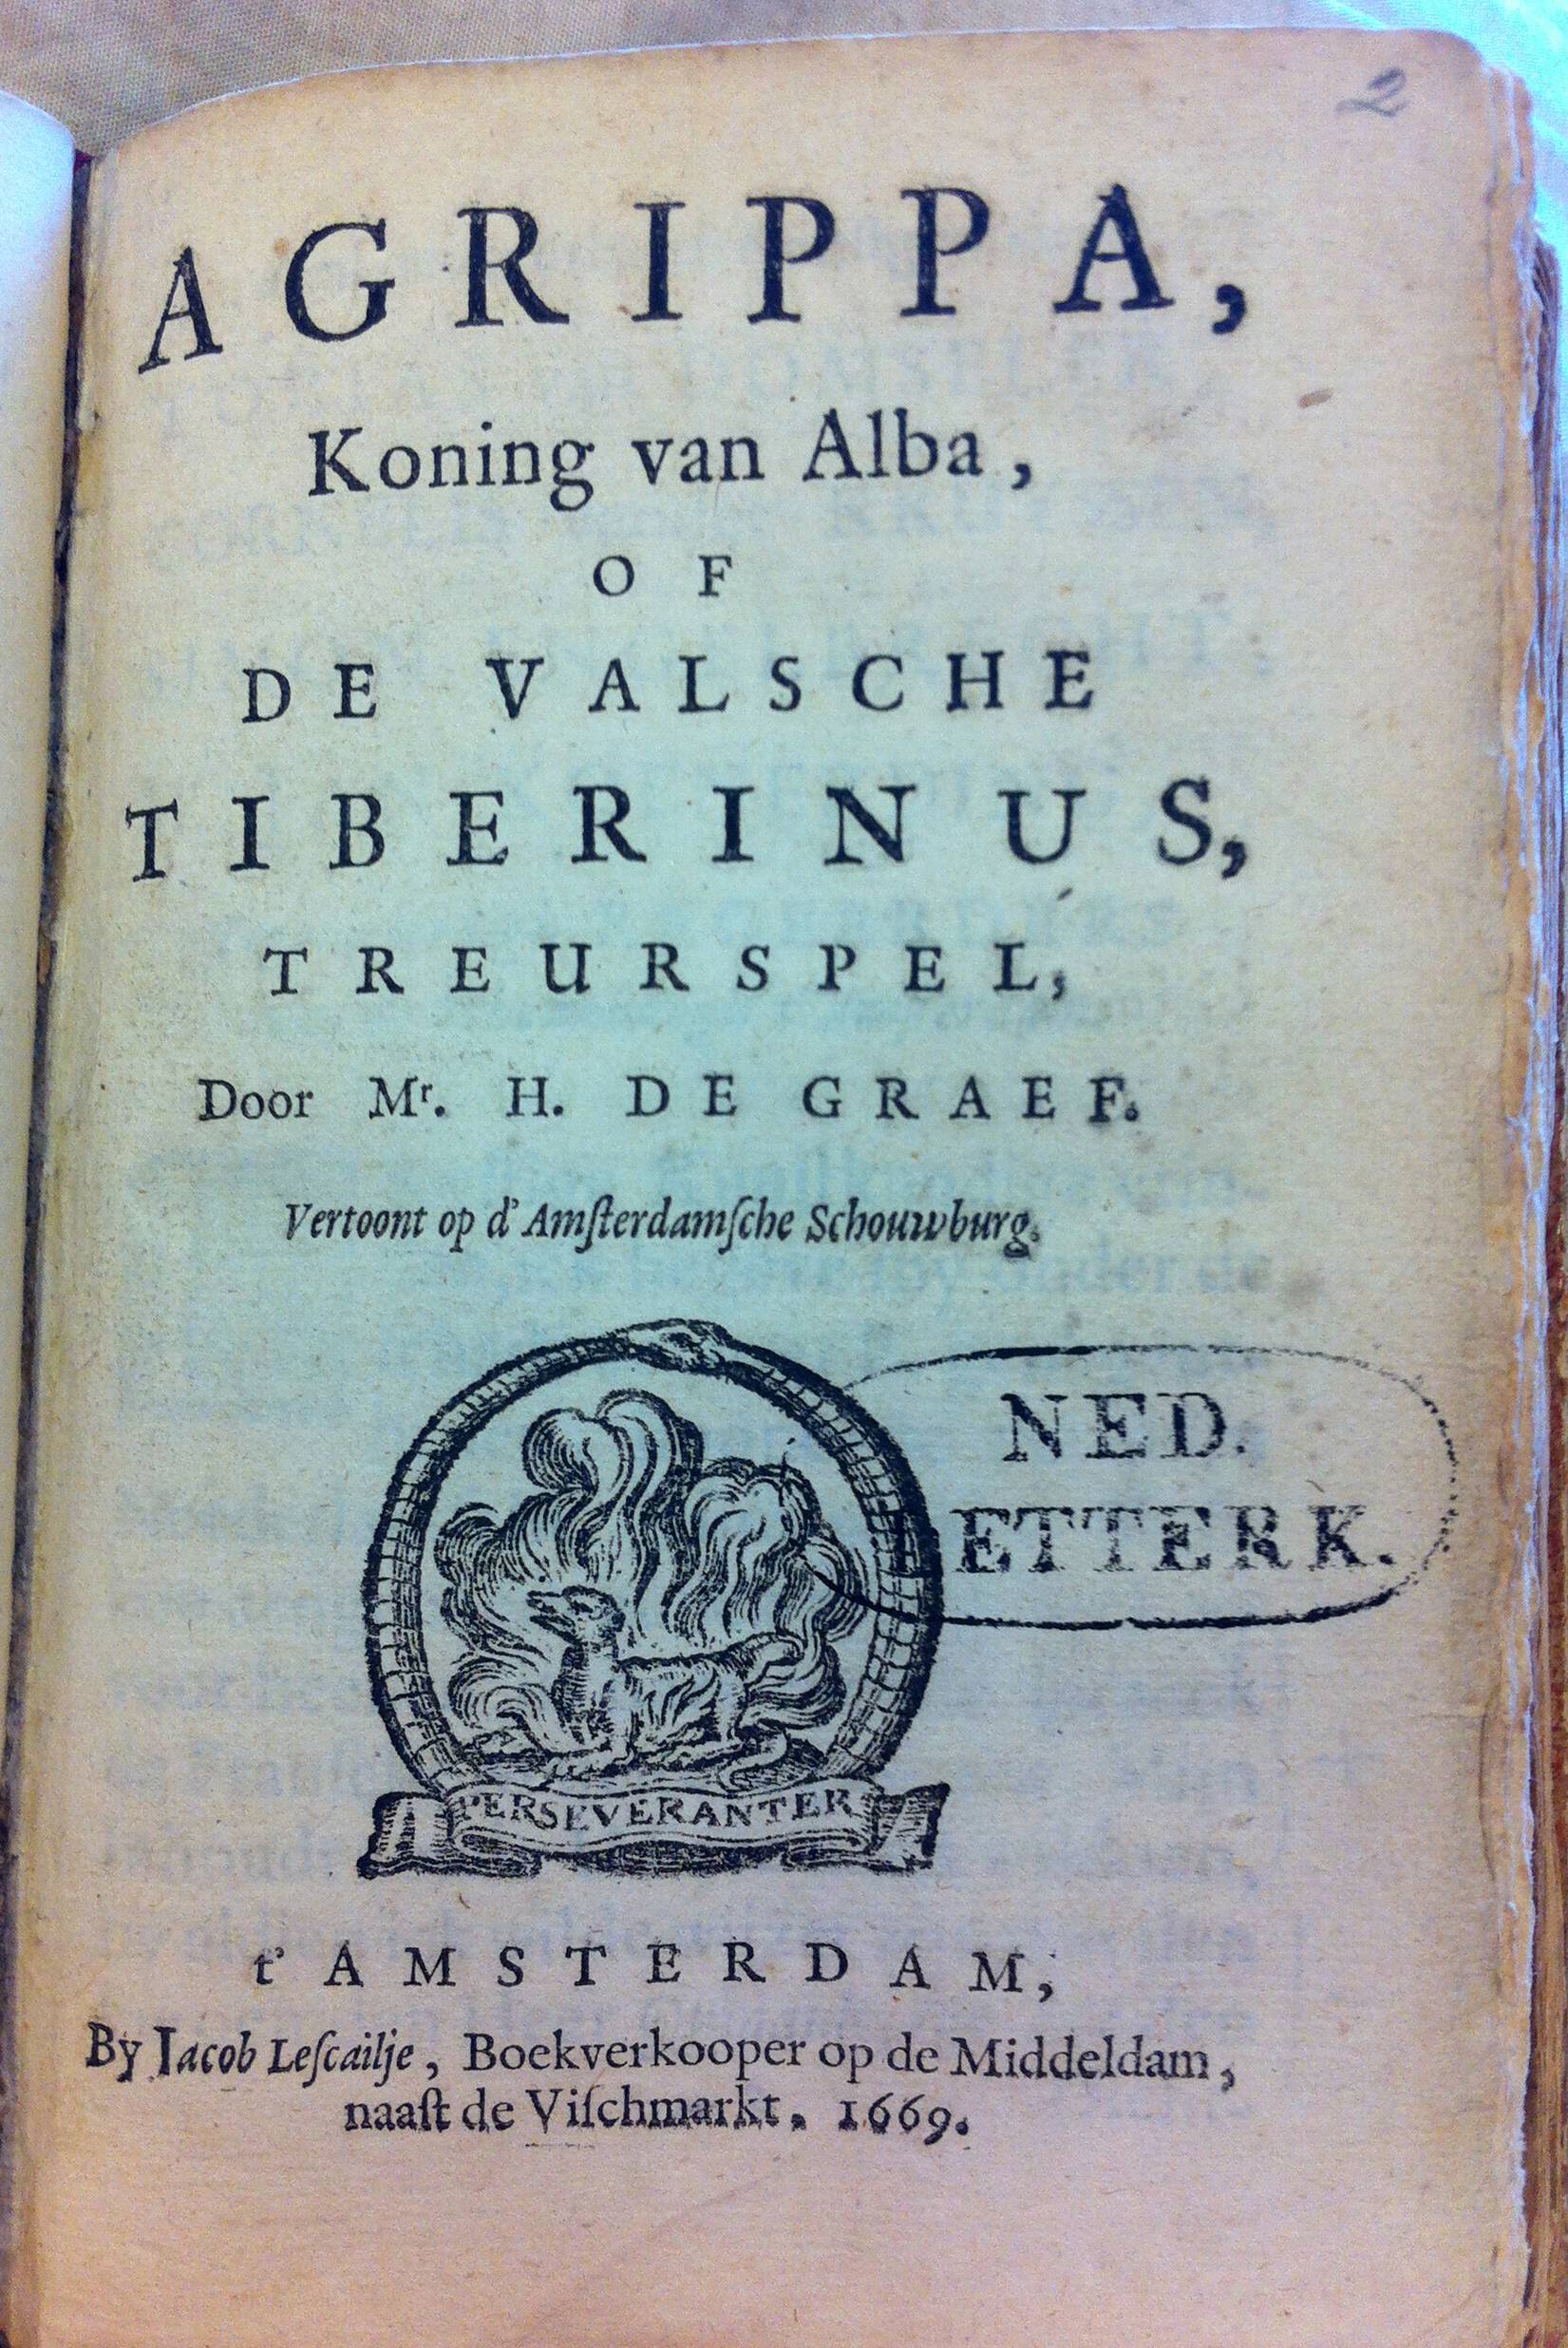 2
AGRIPPA,
Koning van Alba,
OF
DE VALSCHE
TIBERINUS,
TREURSPEL,
Door Mr. H. DE GRAEF.
Vertoont op d' Amſterdamſche Schouwburg.
NED.
ETTERK.
PERSEVERANTER
t' AMSTERDAM,
By Jacob Leſcailje, Boekverkooper op de Middeldam,
naaſt de Viſchmarkt. 1669.